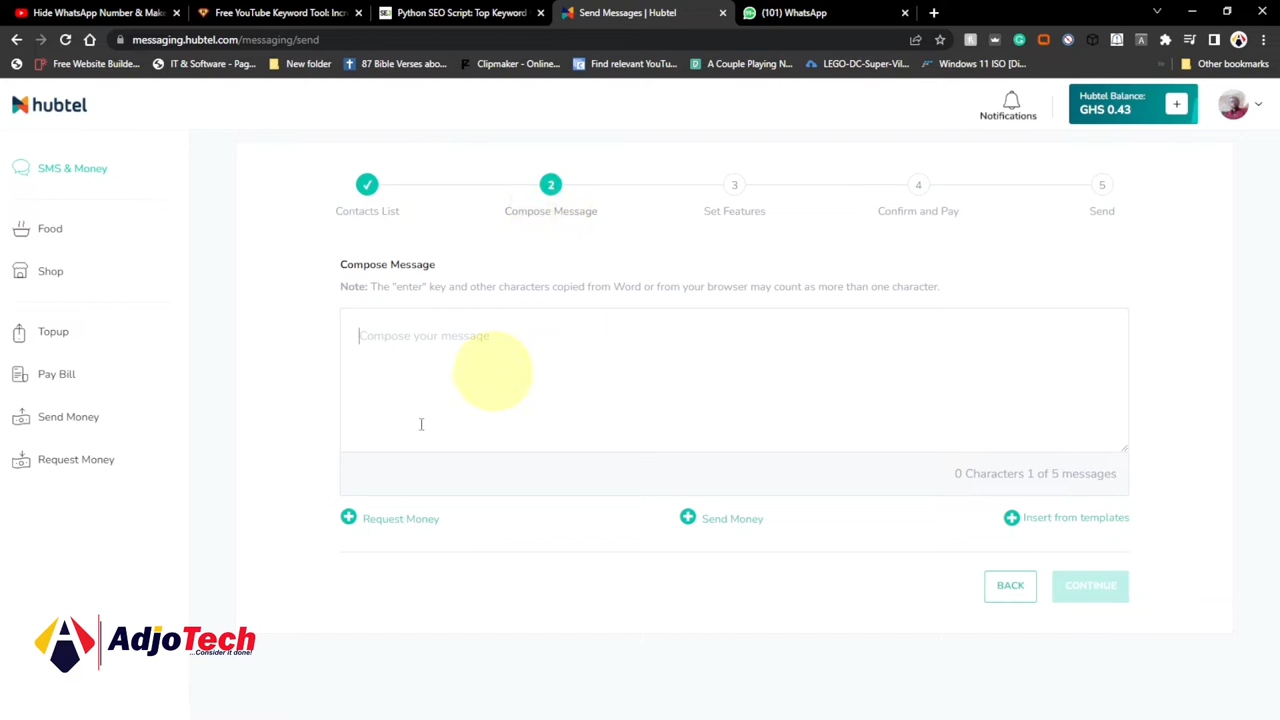 Hide WhatsApp Number & Make
Free YouTube Keyword Tool: Incre
Python SEO Script: Top Keyword
Send Messages | Hubtel
(101) WhatsApp
messaging.hubtel.com/messaging/send
Free Website Builde...
IT & Software - Pag...
New folder
87 Bible Verses abo...
Clipmaker - Online...
Find relevant YouTu...
A Couple Playing N...
LEGO-DC-Super-Vil...
Windows 11 ISO [Di...
Other bookmarks
hubtel
Notifications
Hubtel Balance:
GHS 0.43
SMS & Money
Food
Shop
Topup
Pay Bill
Send Money
Request Money
2
3
4
5
Contacts List
Compose Message
Set Features
Confirm and Pay
Send
Compose Message
Note: The "enter" key and other characters copied from Word or from your browser may count as more than one character.
Compose your message
0 Characters 1 of 5 messages
Request Money
Send Money
Insert from templates
BACK
CONTINUE
AdjoTech
...Consider it done!